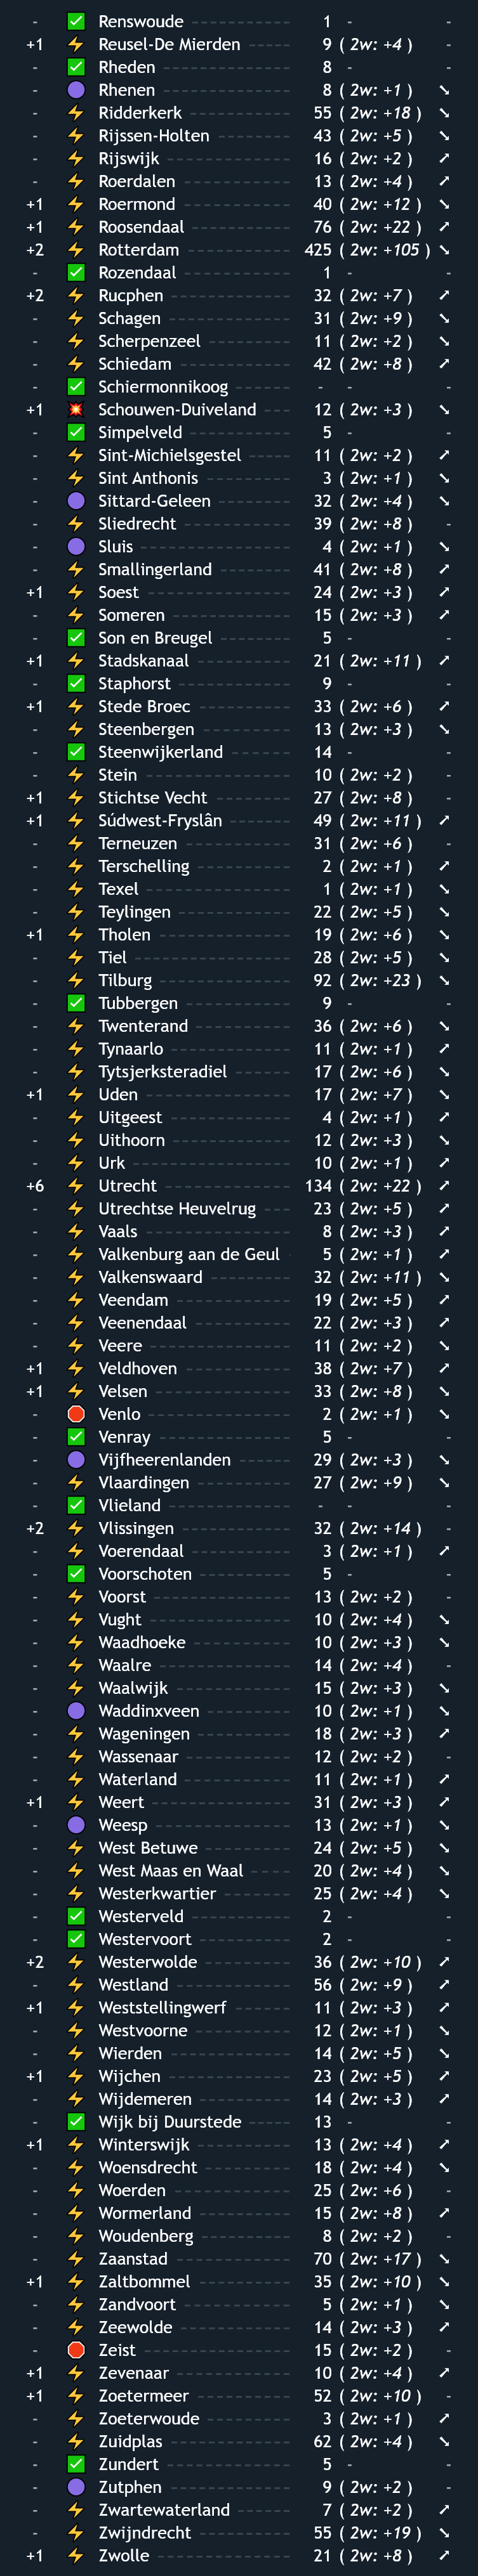 - ✅ Renswoude 1 - -
+1 ⚡ Reusel-De Mierden 9 ( 2w: +4 )
- ✅ Rheden 8 - -
- 🟣 Rhenen 8 ( 2w: +1 ) ↘
- ⚡ Ridderkerk 55 ( 2w: +18 ) ↘
- ⚡ Rijssen-Holten 43 ( 2w: +5 ) ↘
- ⚡ Rijswijk 16 ( 2w: +2 ) ↗
- ⚡ Roerdalen 13 ( 2w: +4 ) ↗
+1 ⚡ Roermond 40 ( 2w: +12 ) ↘
+1 ⚡ Roosendaal 76 ( 2w: +22 ) ↗
+2 ⚡ Rotterdam 425 ( 2w: +105 ) ↘
- ✅ Rozendaal 1 - -
+2 ⚡ Rucphen 32 ( 2w: +7 ) ↗
- ⚡ Schagen 31 ( 2w: +9 ) ↘
- ⚡ Scherpenzeel 11 ( 2w: +2 ) ↘
- ⚡ Schiedam 42 ( 2w: +8 ) ↗
- ✅ Schiermonnikoog - - -
+1 💥 Schouwen-Duiveland 12 ( 2w: +3 ) ↘
- ✅ Simpelveld 5 - -
- ⚡ Sint-Michielsgestel 11 ( 2w: +2 ) ↗
- ⚡ Sint Anthonis 3 ( 2w: +1 ) ↘
- 🟣 Sittard-Geleen 32 ( 2w: +4 ) ↘
- ⚡ Sliedrecht 39 ( 2w: +8 ) -
- 🟣 Sluis 4 ( 2w: +1 ) ↘
- ⚡ Smallingerland 41 ( 2w: +8 ) ↗
+1 ⚡ Soest 24 ( 2w: +3 ) ↗
- ⚡ Someren 15 ( 2w: +3 ) ↗
- ✅ Son en Breugel 5 - -
+1 ⚡ Stadskanaal 21 ( 2w: +11 ) ↗
- ✅ Staphorst 9 - -
+1 ⚡ Stede Broec 33 ( 2w: +6 ) ↗
- ⚡ Steenbergen 13 ( 2w: +3 ) ↘
- ✅ Steenwijkerland 14 - -
- ⚡ Stein 10 ( 2w: +2 ) -
+1 ⚡ Stichtse Vecht 27 ( 2w: +8 ) -
+1 ⚡ Súdwest-Fryslân 49 ( 2w: +11 ) ↗
- ⚡ Terneuzen 31 ( 2w: +6 ) -
- ⚡ Terschelling 2 ( 2w: +1 ) ↗
- ⚡ Texel 1 ( 2w: +1 ) ↘
- ⚡ Teylingen 22 ( 2w: +5 ) ↘
+1 ⚡ Tholen 19 ( 2w: +6 ) ↘
- ⚡ Tiel 28 ( 2w: +5 ) ↘
- ⚡ Tilburg 92 ( 2w: +23 ) ↘
- ✅ Tubbergen 9 - -
- ⚡ Twenterand 36 ( 2w: +6 ) ↘
- ⚡ Tynaarlo 11 ( 2w: +1 ) ↗
- ⚡ Tytsjerksteradiel 17 ( 2w: +6 ) ↘
+1 ⚡ Uden 17 ( 2w: +7 ) ↘
- ⚡ Uitgeest 4 ( 2w: +1 ) ↗
- ⚡ Uithoorn 12 ( 2w: +3 ) ↘
- ⚡ Urk 10 ( 2w: +1 ) ↗
+6 ⚡ Utrecht 134 ( 2w: +22 ) ↗
- ⚡ Utrechtse Heuvelrug 23 ( 2w: +5 ) ↗
- ⚡ Vaals 8 ( 2w: +3 ) ↗
- ⚡ Valkenburg aan de Geul 5 ( 2w: +1 ) ↗
- ⚡ Valkenswaard 32 ( 2w: +11 ) ↘
- ⚡ Veendam 19 ( 2w: +5 ) ↗
- ⚡ Veenendaal 22 ( 2w: +3 ) ↗
- ⚡ Veere 11 ( 2w: +2 ) ↘
+1 ⚡ Veldhoven 38 ( 2w: +7 ) ↗
+1 ⚡ Velsen 33 ( 2w: +8 ) ↘
- 🛑 Venlo 2 ( 2w: +1 ) ↘
- ✅ Venray 5 - -
- 🟣 Vijfheerenlanden 29 ( 2w: +3 ) ↘
- ⚡ Vlaardingen 27 ( 2w: +9 ) ↘
- ✅ Vlieland - - -
+2 ⚡ Vlissingen 32 ( 2w: +14 ) -
- ⚡ Voerendaal 3 ( 2w: +1 ) ↗
- ✅ Voorschoten 5 - -
- ⚡ Voorst 13 ( 2w: +2 ) -
- ⚡ Vught 10 ( 2w: +4 ) ↘
- ⚡ Waadhoeke 10 ( 2w: +3 ) ↘
- ⚡ Waalre 14 ( 2w: +4 ) -
- ⚡ Waalwijk 15 ( 2w: +3 ) ↘
- 🟣 Waddinxveen 10 ( 2w: +1 ) ↘
- ⚡ Wageningen 18 ( 2w: +3 ) ↗
- ⚡ Wassenaar 12 ( 2w: +2 ) -
- ⚡ Waterland 11 ( 2w: +1 ) ↗
+1 ⚡ Weert 31 ( 2w: +3 ) ↗
- 🟣 Weesp 13 ( 2w: +1 ) ↘
- ⚡ West Betuwe 24 ( 2w: +5 ) ↘
- ⚡ West Maas en Waal 20 ( 2w: +4 ) ↘
- ⚡ Westerkwartier 25 ( 2w: +4 ) ↘
- ✅ Westerveld 2 - -
- ✅ Westervoort 2 - -
+2 ⚡ Westerwolde 36 ( 2w: +10 ) ↗
- ⚡ Westland 56 ( 2w: +9 ) ↗
+1 ⚡ Weststellingwerf 11 ( 2w: +3 ) ↗
- ⚡ Westvoorne 12 ( 2w: +1 ) ↘
- ⚡ Wierden 14 ( 2w: +5 ) ↘
+1 ⚡ Wijchen 23 ( 2w: +5 ) ↗
- ⚡ Wijdemeren 14 ( 2w: +3 ) ↗
- ✅ Wijk bij Duurstede 13 - -
+1 ⚡ Winterswijk 13 ( 2w: +4 ) ↗
- ⚡ Woensdrecht 18 ( 2w: +4 ) ↘
- ⚡ Woerden 25 ( 2w: +6 ) -
- ⚡ Wormerland 15 ( 2w: +8 ) ↗
- ⚡ Woudenberg 8 ( 2w: +2 ) -
- ⚡ Zaanstad 70 ( 2w: +17 ) ↘
+1 ⚡ Zaltbommel 35 ( 2w: +10 ) ↘
- ⚡ Zandvoort 5 ( 2w: +1 ) ↘
- ⚡ Zeewolde 14 ( 2w: +3 ) ↗
- 🛑 Zeist 15 ( 2w: +2 ) -
+1 ⚡ Zevenaar 10 ( 2w: +4 ) ↗
+1 ⚡ Zoetermeer 52 ( 2w: +10 ) -
- ⚡ Zoeterwoude 3 ( 2w: +1 ) ↗
- ⚡ Zuidplas 62 ( 2w: +4 ) ↘
- ✅ Zundert 5 - -
- 🟣 Zutphen 9 ( 2w: +2 ) -
- ⚡ Zwartewaterland 7 ( 2w: +2 ) ↗
- ⚡ Zwijndrecht 55 ( 2w: +19 ) ↘
+1 ⚡ Zwolle 21 ( 2w: +8 ) ↗